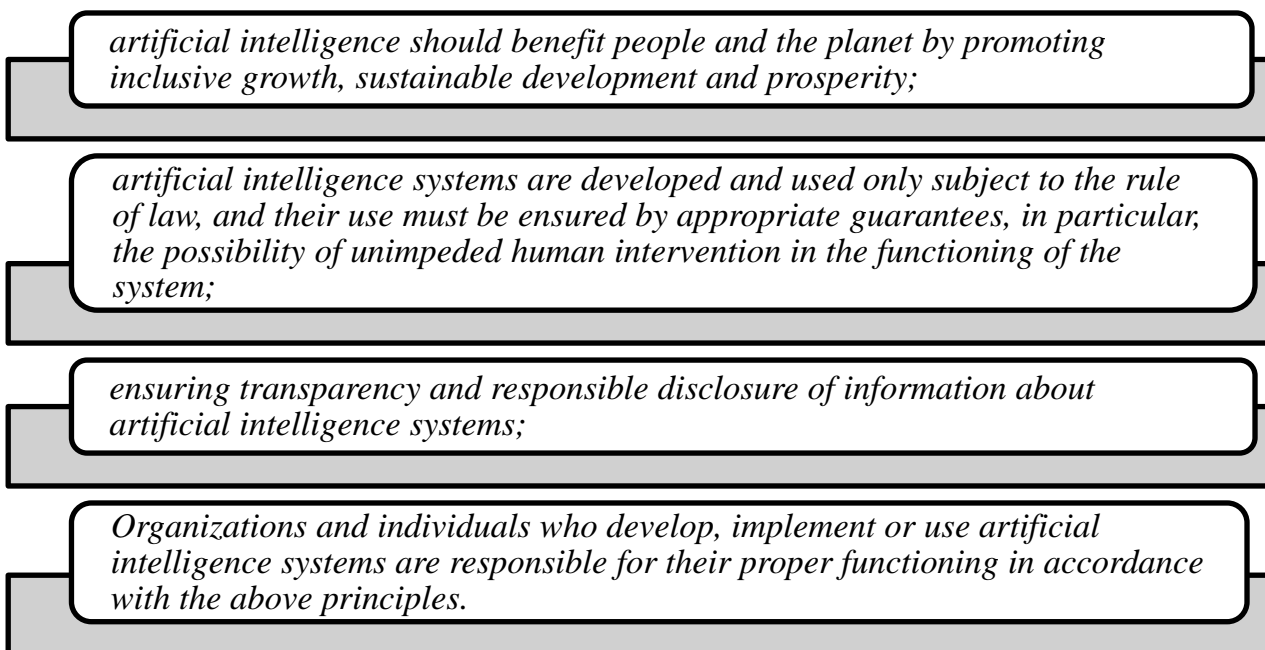 artificial intelligence should benefit people and the planet by promoting
inclusive growth, sustainable development and prosperity;
artificial intelligence systems are developed and used only subject to the rule
of law, and their use must be ensured by appropriate guarantees, in particular,
the possibility of unimpeded human intervention in the functioning of the
system;
ensuring transparency and responsible disclosure of information about
artificial intelligence systems;
Organizations and individuals who develop, implement or use artificial
intelligence systems are responsible for their proper functioning in accordance
with the above principles.